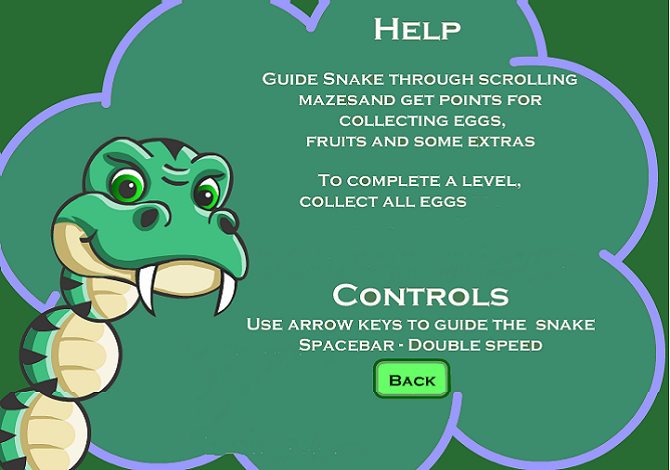 Help
Guide Snake through scrolling
mazesand get points for
collecting eggs,
fruits and some extras
To complete a level,
collect all eggs
Controls
Use arrow keys to guide the snake
Spacebar - Double speed
Back